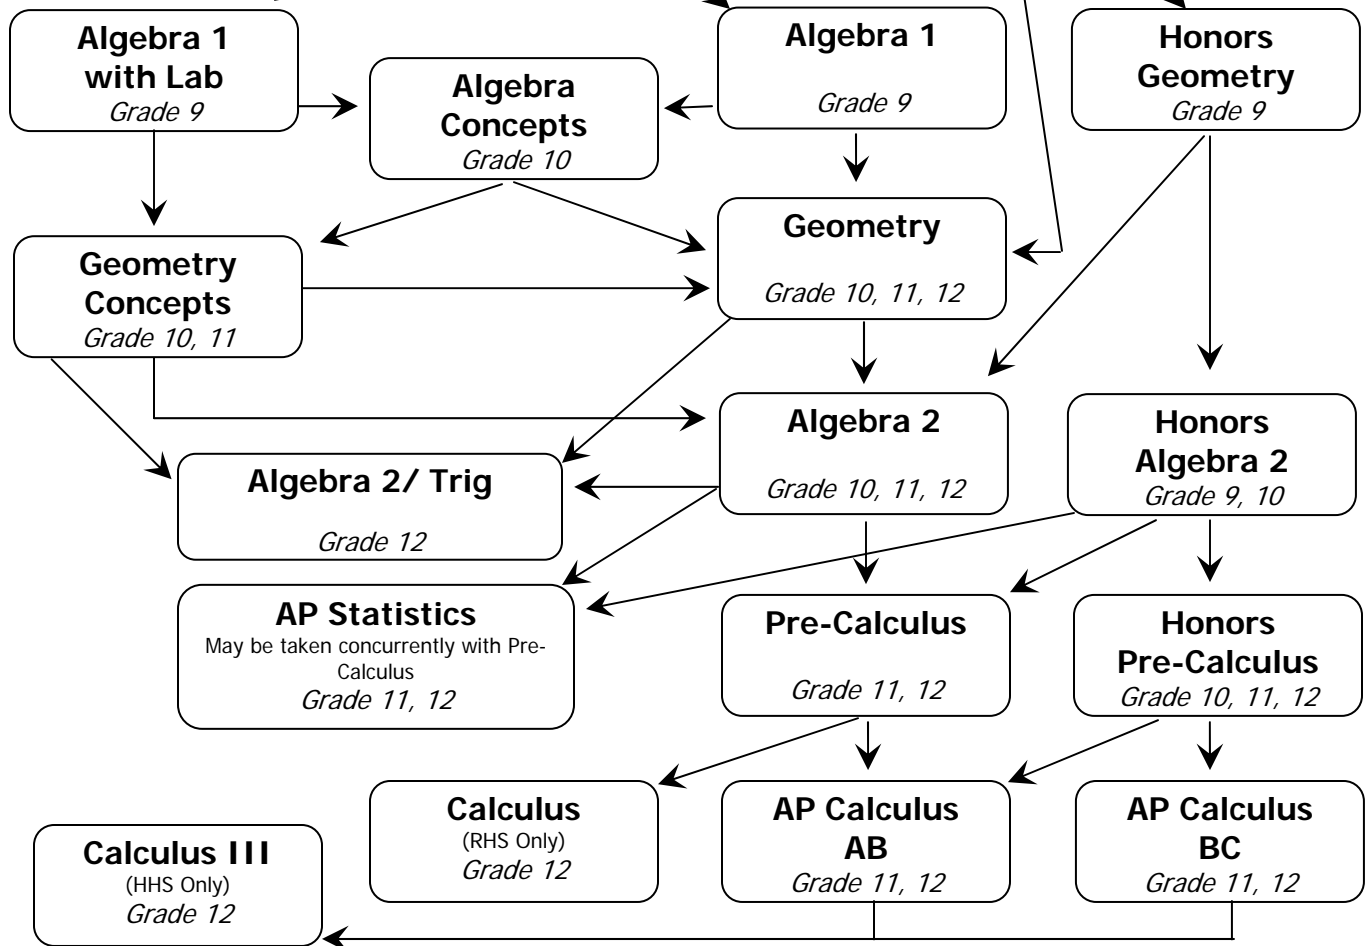 Algebra 1
with Lab
Grade 9
Algebra
Concepts
Grade 10
Algebra 1
Grade 9
Honors
Geometry
Grade 9
Geometry
Concepts
Grade 10, 11
Geometry
Grade 10, 11, 12
Algebra 2/ Trig
Grade 12
Algebra 2
Grade 10, 11, 12
Honors
Algebra 2
Grade 9, 10
AP Statistics
May be taken concurrently with Pre-
Calculus
Grade 11, 12
Pre-Calculus
Grade 11, 12
Honors
Pre-Calculus
Grade 10, 11, 12
Calculus III
(HHS Only)
Grade 12
Calculus
(RHS Only)
Grade 12
AP Calculus
AB
Grade 11, 12
AP Calculus
BC
Grade 11, 12